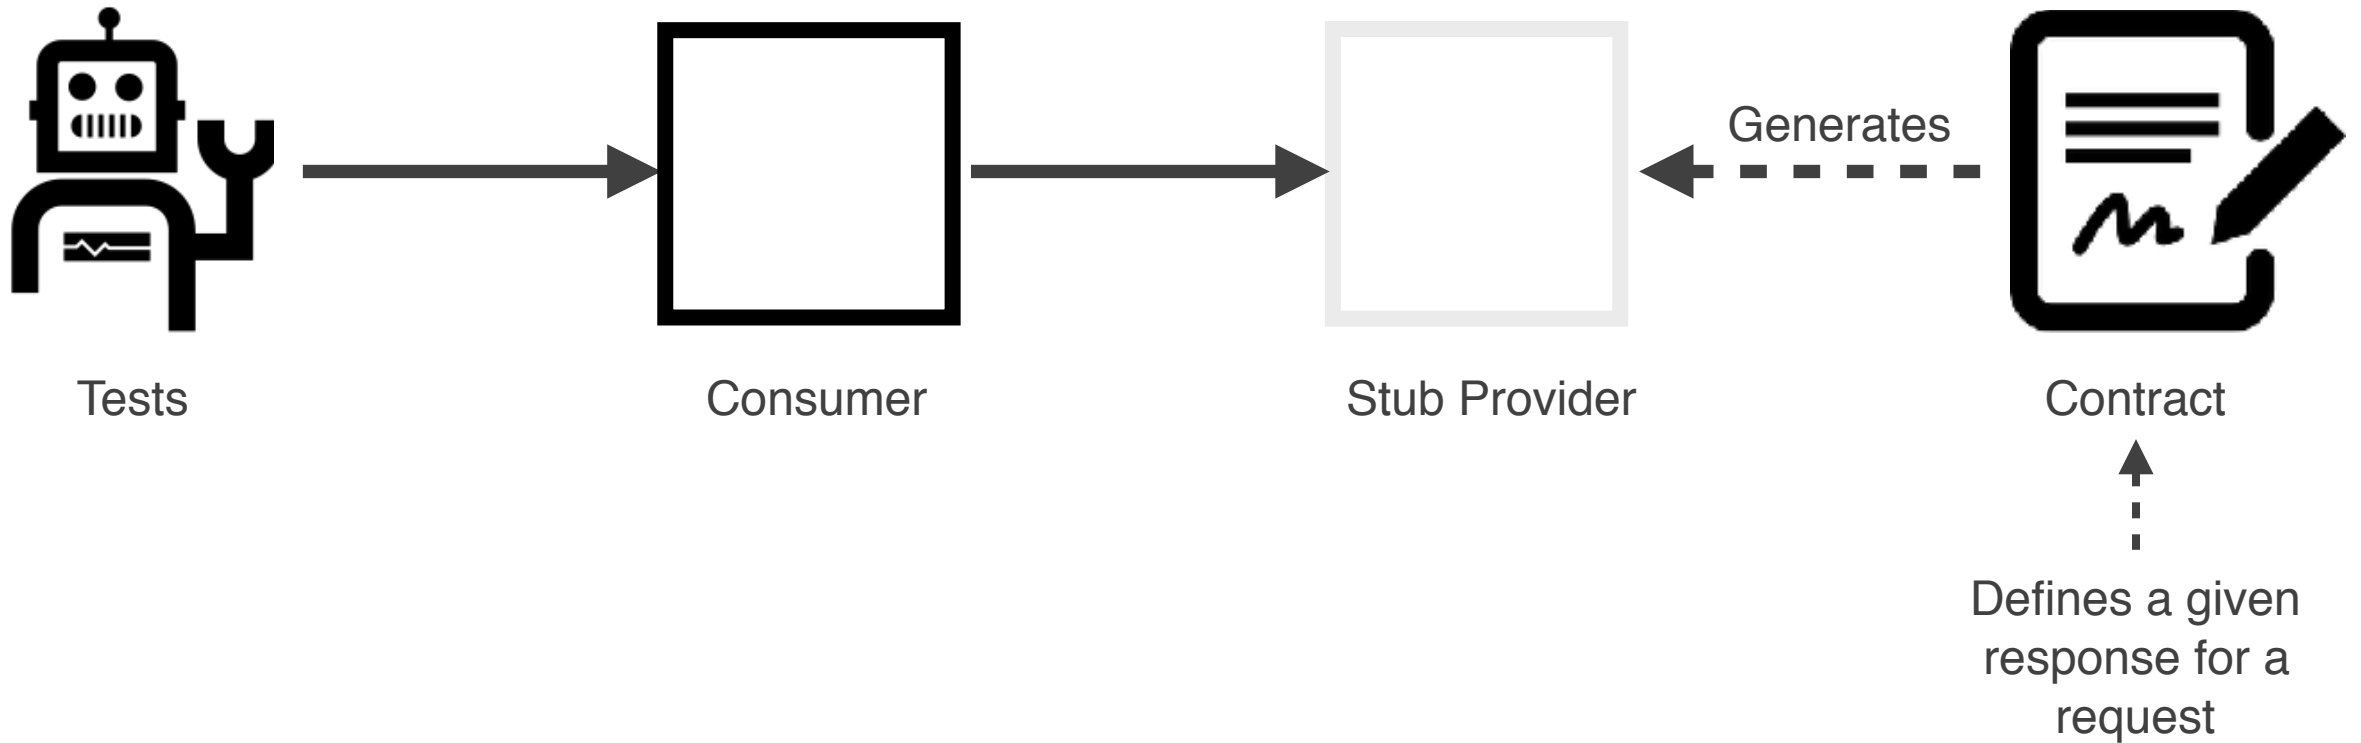 Generates
Tests
Consumer
Stub Provider
Contract
Defines a given
response for a
request